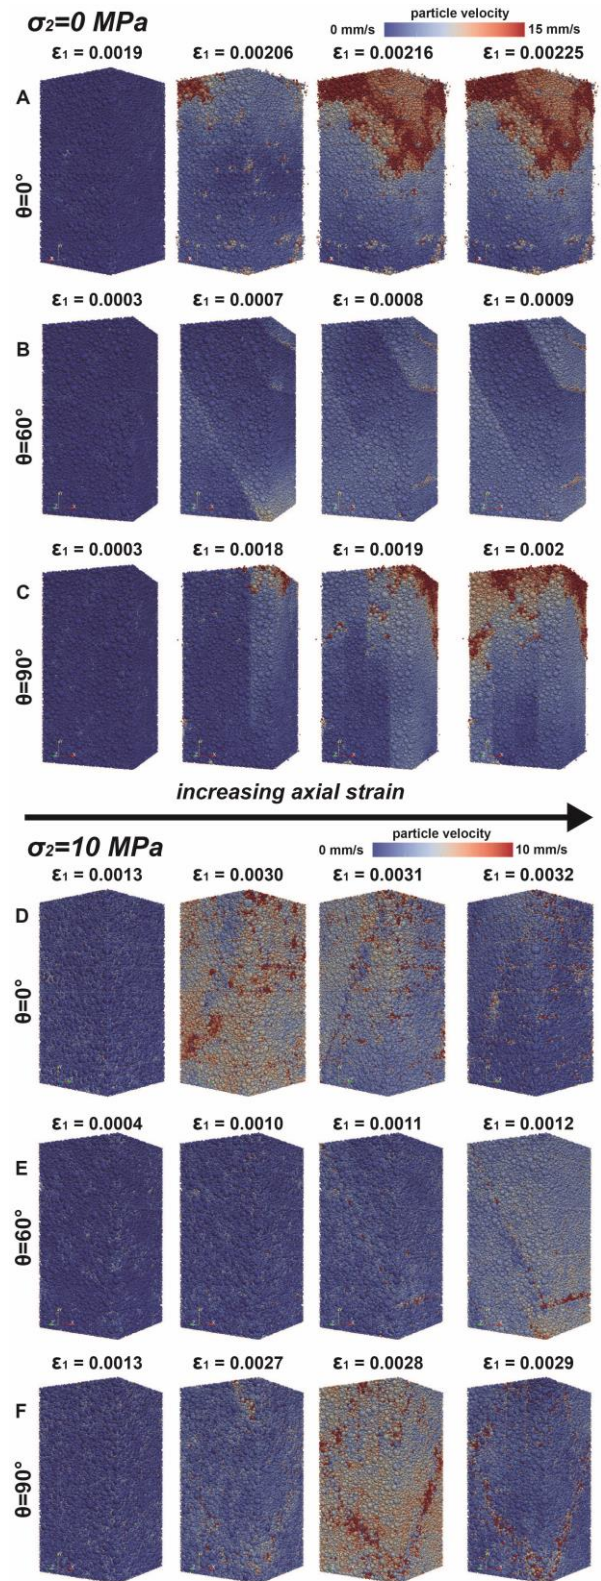 σ₂=0 MPa
particle velocity
0 mm/s 15 mm/s
ε₁ = 0.0019 ε₁ = 0.00206 ε₁ = 0.00216 ε₁ = 0.00225
A
θ=0°
ε₁ = 0.0003 ε₁ = 0.0007 ε₁ = 0.0008 ε₁ = 0.0009
B
θ=60°
ε₁ = 0.0003 ε₁ = 0.0018 ε₁ = 0.0019 ε₁ = 0.002
C
θ=90°
increasing axial strain
σ₂=10 MPa
particle velocity
0 mm/s 10 mm/s
ε₁ = 0.0013 ε₁ = 0.0030 ε₁ = 0.0031 ε₁ = 0.0032
D
θ=0°
ε₁ = 0.0004 ε₁ = 0.0010 ε₁ = 0.0011 ε₁ = 0.0012
E
θ=60°
ε₁ = 0.0013 ε₁ = 0.0027 ε₁ = 0.0028 ε₁ = 0.0029
F
θ=90°